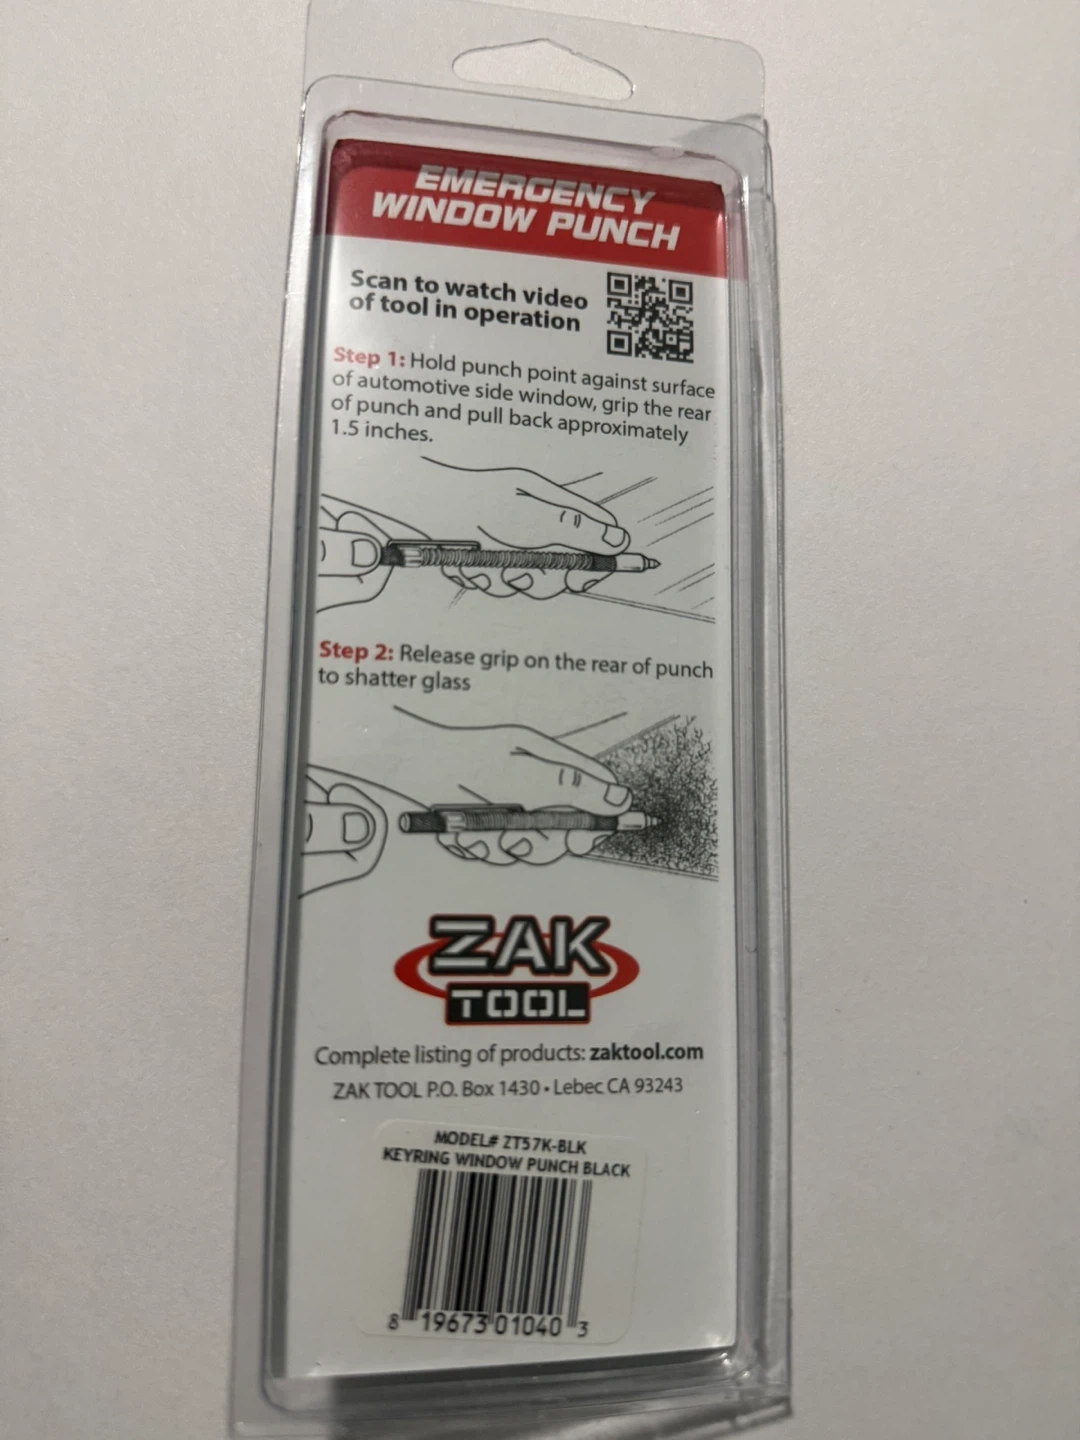 EMERGENCY
WINDOW PUNCH
Scan to watch video
of tool in operation
Step 1: Hold punch point against surface
of automotive side window, grip the rear
of punch and pull back approximately
1.5 inches.
Step 2: Release grip on the rear of punch
to shatter glass
ZAK
TOOL
Complete listing of products: zaktool.com
ZAK TOOL P.O. Box 1430 • Lebec CA 93243
MODEL# ZT57K-BLK
KEYRING WINDOW PUNCH BLACK
8 19673 01040 3